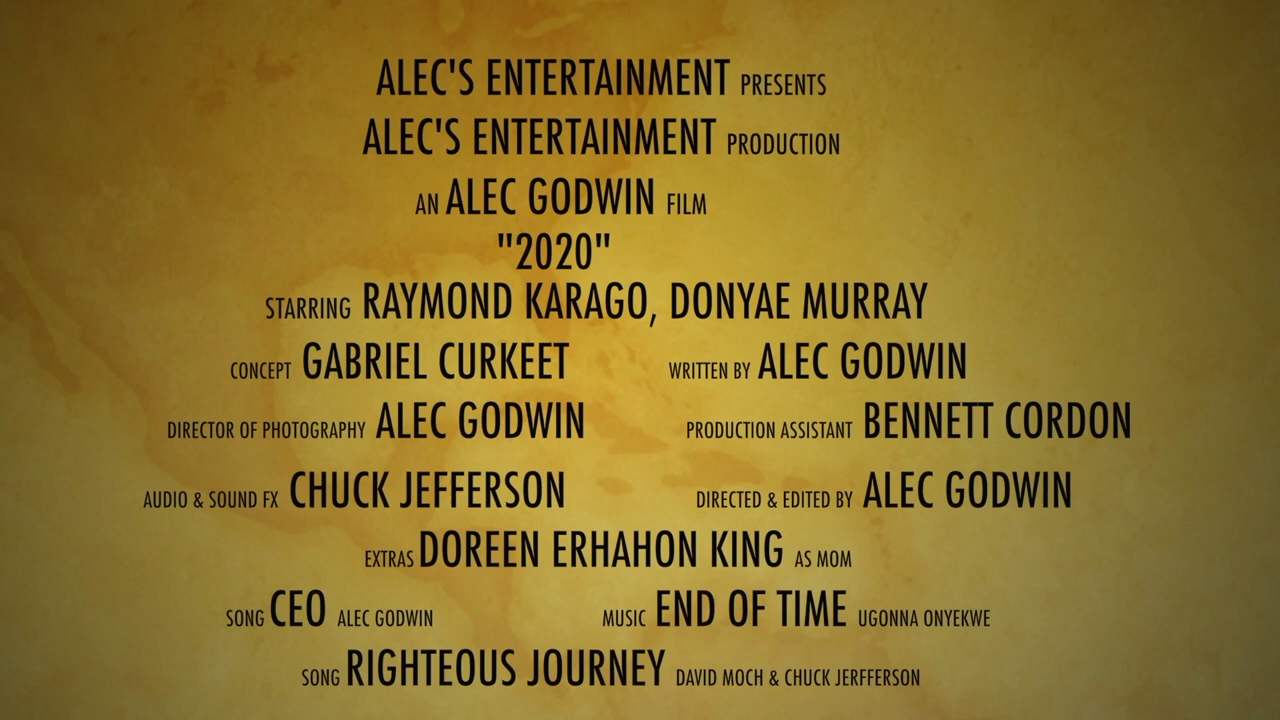 ALEC'S ENTERTAINMENT PRESENTS
ALEC'S ENTERTAINMENT PRODUCTION
AN ALEC GODWIN FILM
"2020"
STARRING RAYMOND KARAGO, DONYAE MURRAY
CONCEPT GABRIEL CURKEET WRITTEN BY ALEC GODWIN
DIRECTOR OF PHOTOGRAPHY ALEC GODWIN PRODUCTION ASSISTANT BENNETT CORDON
AUDIO & SOUND FX CHUCK JEFFERSON DIRECTED & EDITED BY ALEC GODWIN
EXTRAS DOREEN ERHAHON KING AS MOM
SONG CEO ALEC GODWIN MUSIC END OF TIME UGONNA ONYEKWE
SONG RIGHTEOUS JOURNEY DAVID MOCH & CHUCK JERFFERSON